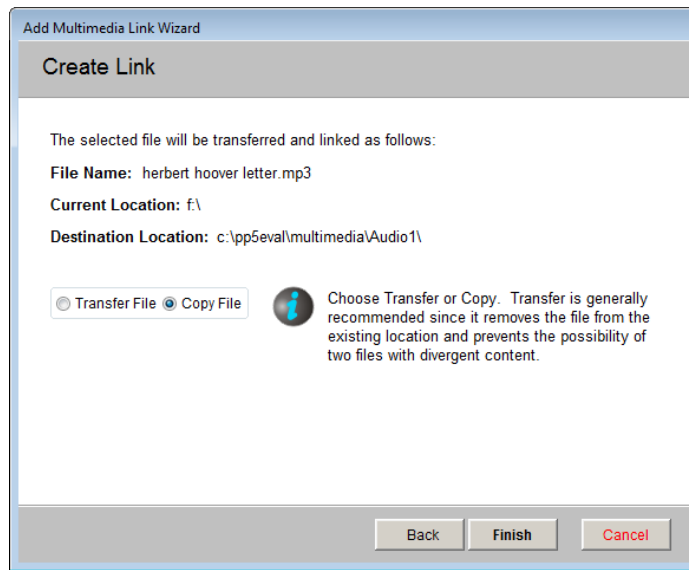 Add Multimedia Link Wizard
Create Link
The selected file will be transferred and linked as follows:
File Name: herbert hoover letter.mp3
Current Location: f:\
Destination Location: c:\pp5eval\multimedia\Audio1\
Transfer File Copy File
Choose Transfer or Copy. Transfer is generally
recommended since it removes the file from the
existing location and prevents the possibility of
two files with divergent content.
Back Finish Cancel